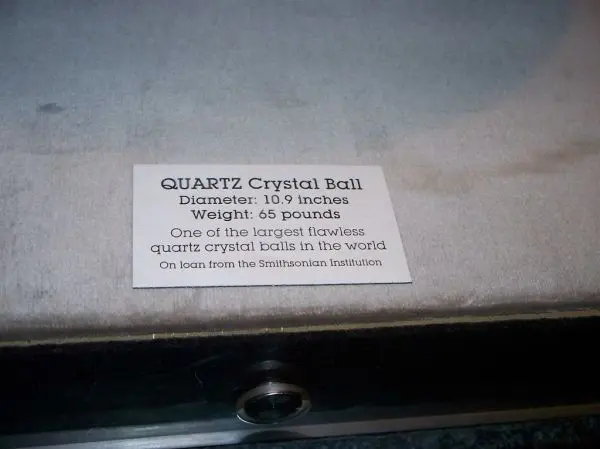 QUARTZ Crystal Ball
Diameter: 10.9 inches
Weight: 65 pounds
One of the largest flawless
quartz crystal balls in the world
On loan from the Smithsonian Institution